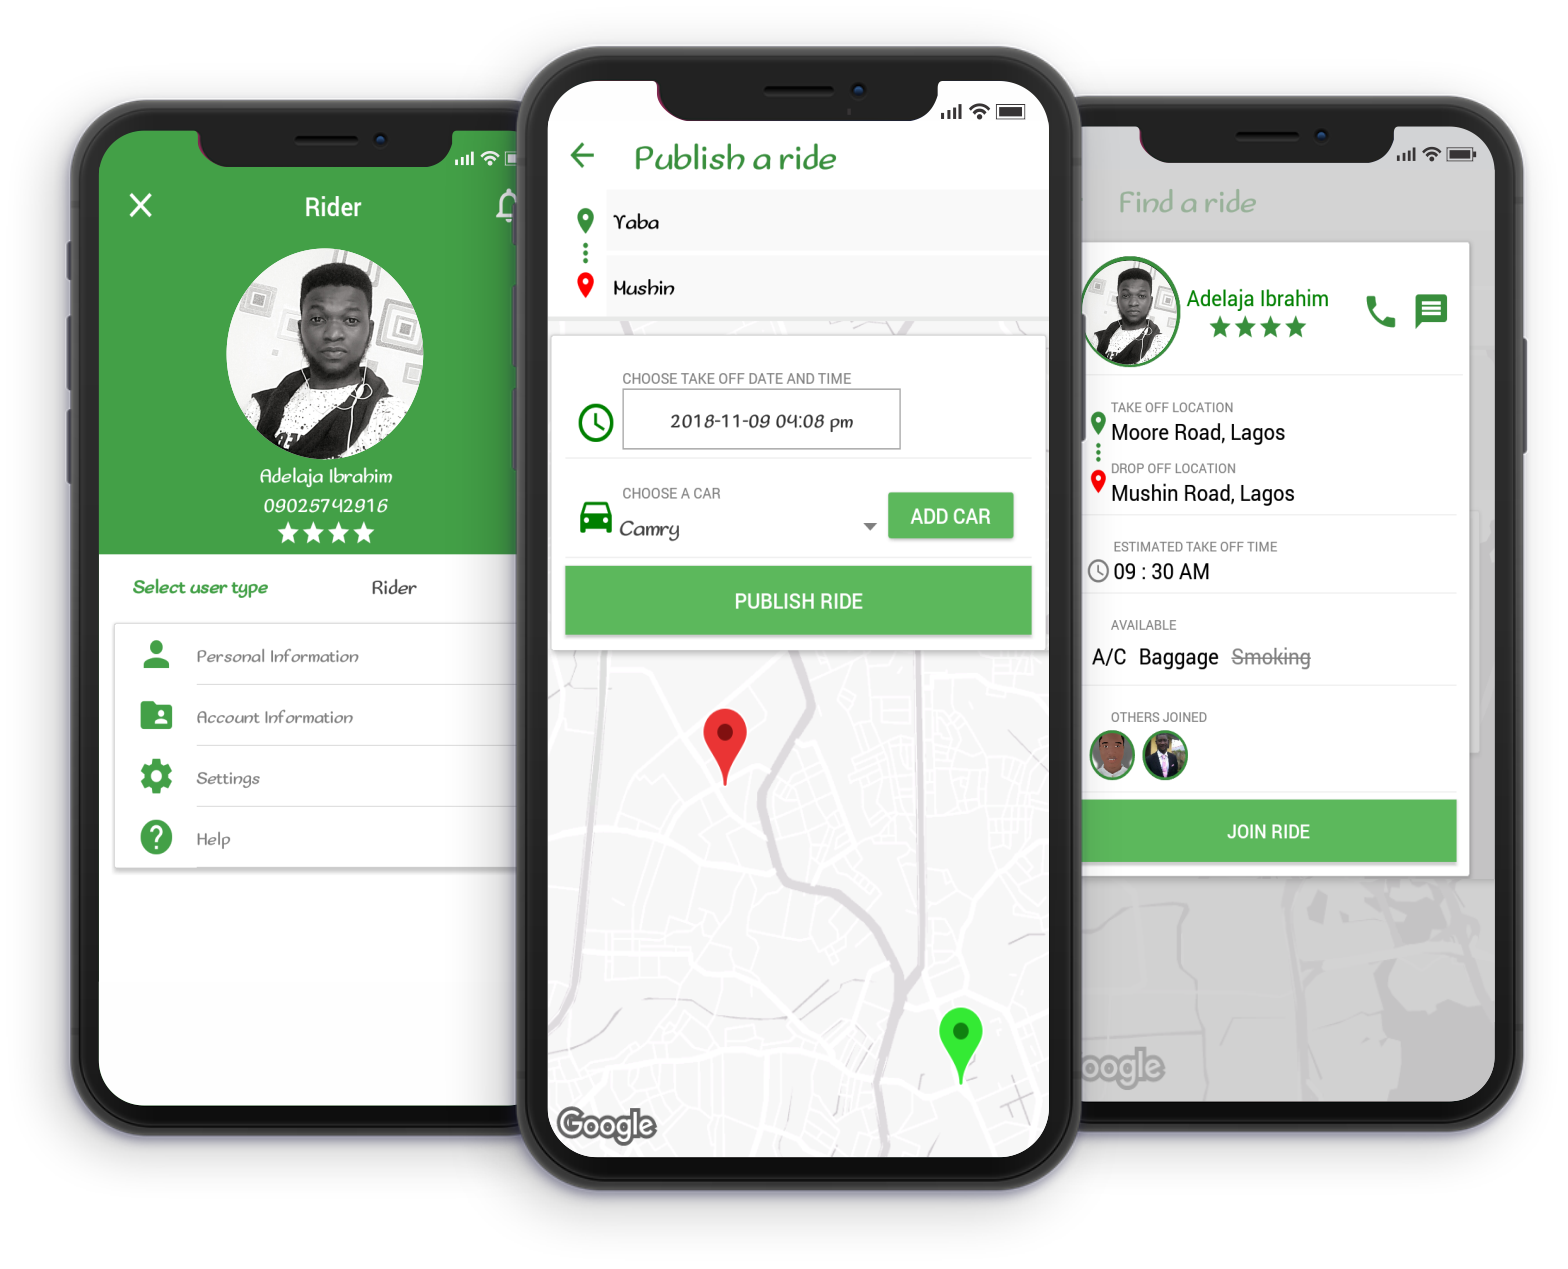 Rider
Adelaja Ibrahim
09025742916
Select user type
Rider
Personal Information
Account Information
Settings
Help
Publish a ride
Yaba
Mushin
CHOOSE TAKE OFF DATE AND TIME
2018-11-09 04:08 pm
CHOOSE A CAR
Camry
ADD CAR
PUBLISH RIDE
Google
Find a ride
Adelaja Ibrahim
TAKE OFF LOCATION
Moore Road, Lagos
DROP OFF LOCATION
Mushin Road, Lagos
ESTIMATED TAKE OFF TIME
09 : 30 AM
AVAILABLE
A/C Baggage Smoking
OTHERS JOINED
JOIN RIDE
oogle